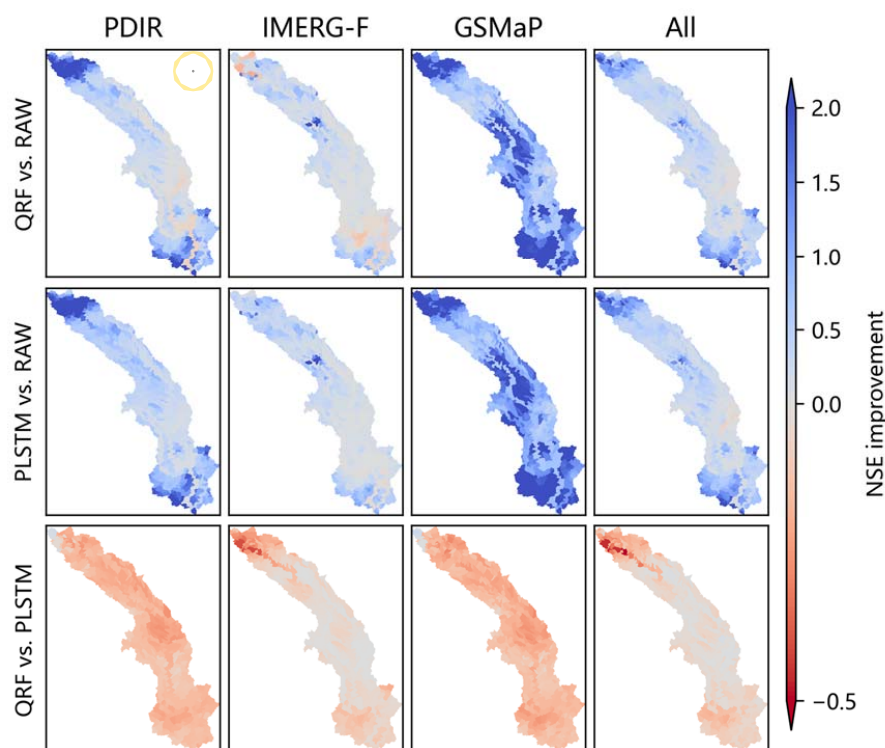 PDIR
IMERG-F
GSMaP
All
QRF vs. RAW
PLSTM vs. RAW
QRF vs. PLSTM
2.0
1.5
1.0
0.5
0.0
−0.5
NSE improvement